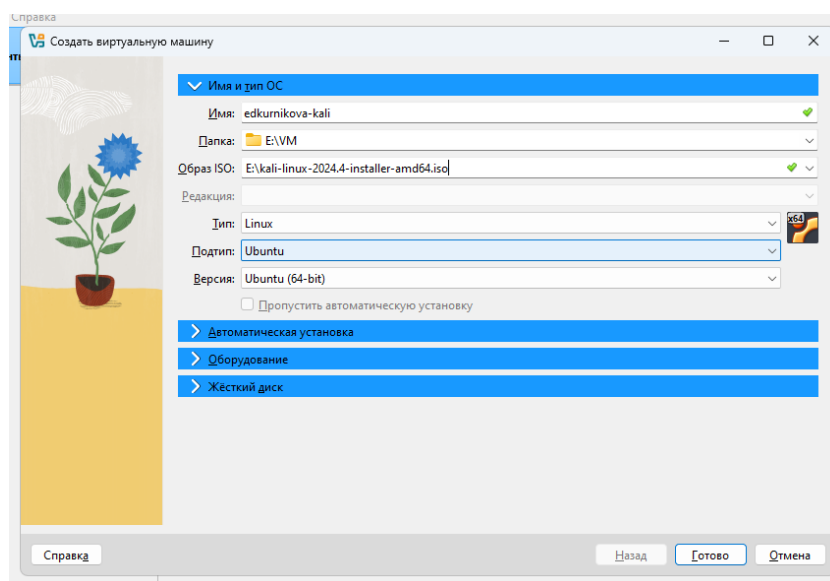 Справка
Создать виртуальную машину
Имя и тип ОС
Имя: edkurnikova-kali
Папка: E:\VM
Образ ISO: E:\kali-linux-2024.4-installer-amd64.iso
Редакция:
Тип: Linux
x64
Подтип: Ubuntu
Версия: Ubuntu (64-bit)
Пропустить автоматическую установку
Автоматическая установка
Оборудование
Жёсткий диск
Справка Назад Готово Отмена